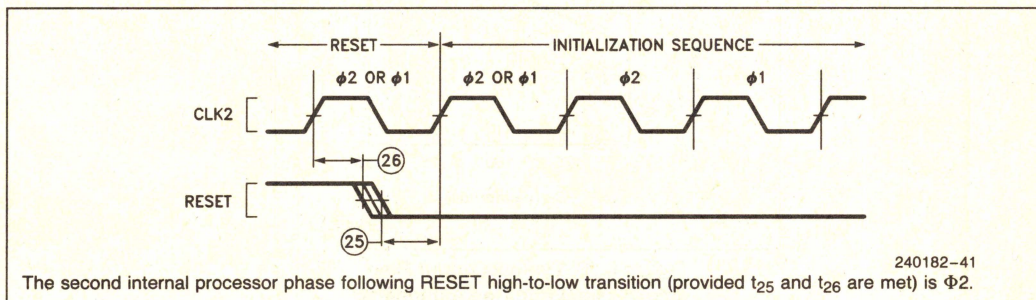 RESET INITIALIZATION SEQUENCE
ϕ2 OR ϕ1 ϕ2 OR ϕ1 ϕ2 ϕ1
CLK2
26
RESET
25
240182-41
The second internal processor phase following RESET high-to-low transition (provided t25 and t26 are met) is Φ2.